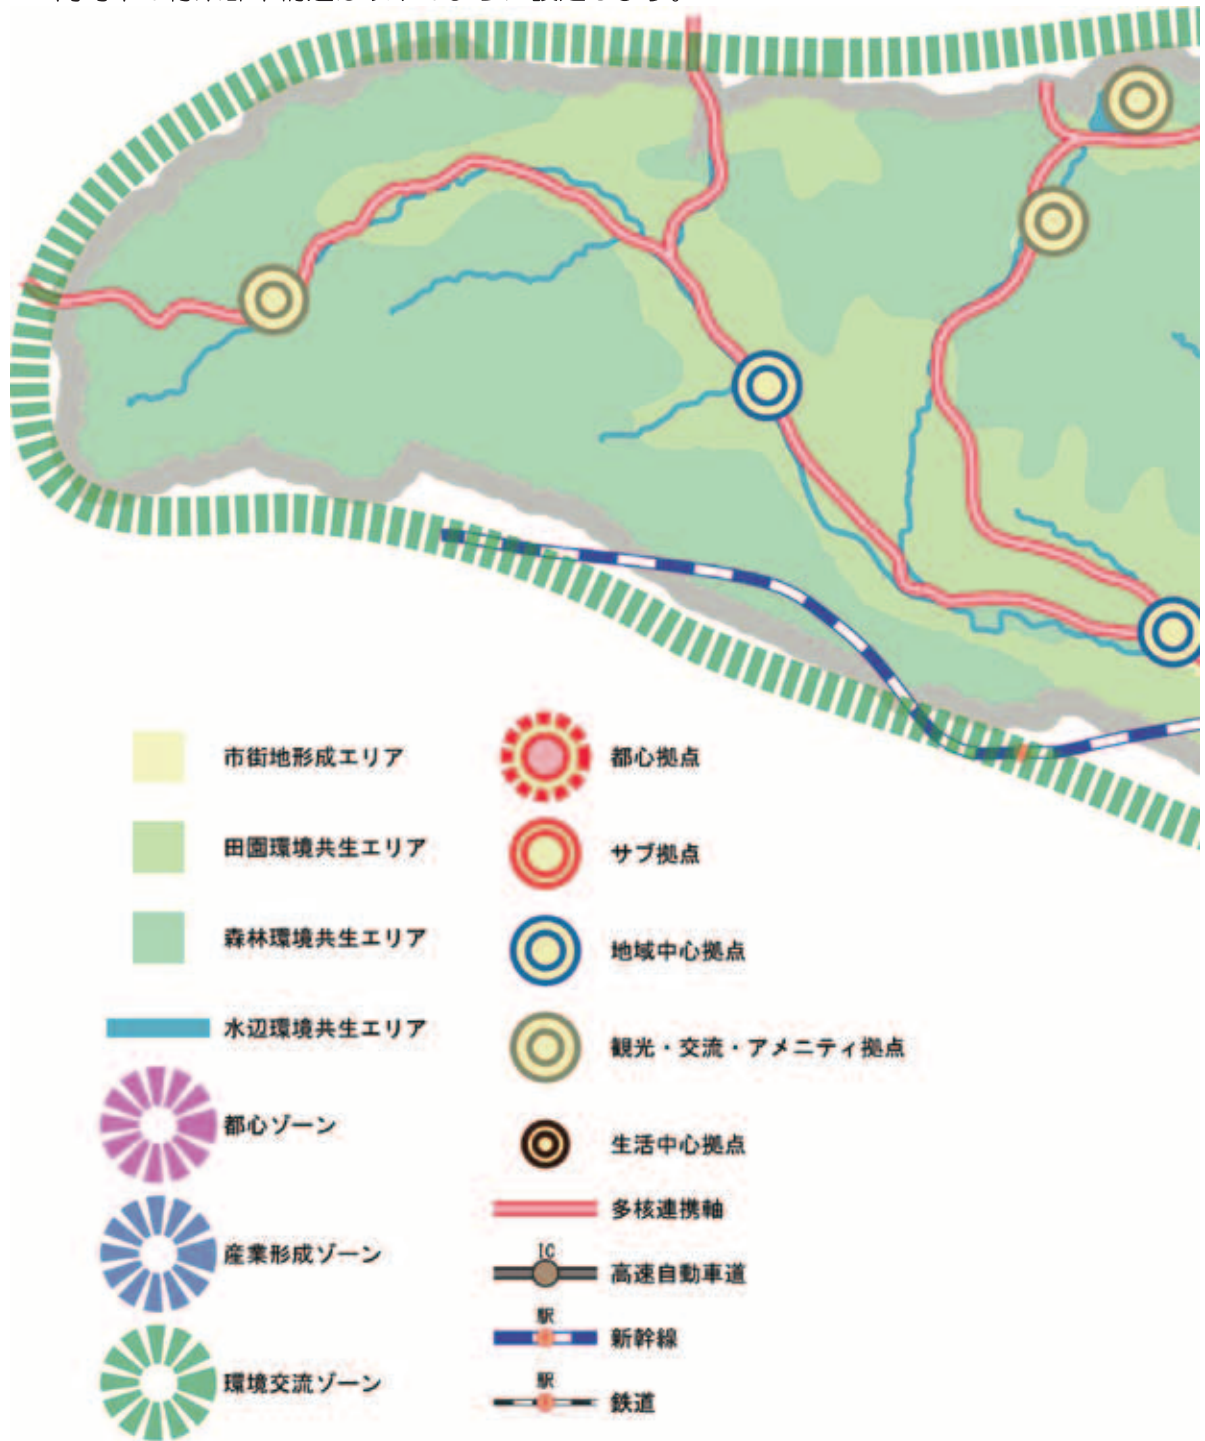 市街地形成エリア
田園環境共生エリア
森林環境共生エリア
水辺環境共生エリア
都心ゾーン
産業形成ゾーン
環境交流ゾーン
都心拠点
サブ拠点
地域中心拠点
観光・交流・アメニティ拠点
生活中心拠点
多核連携軸
IC
高速自動車道
駅
新幹線
駅
鉄道